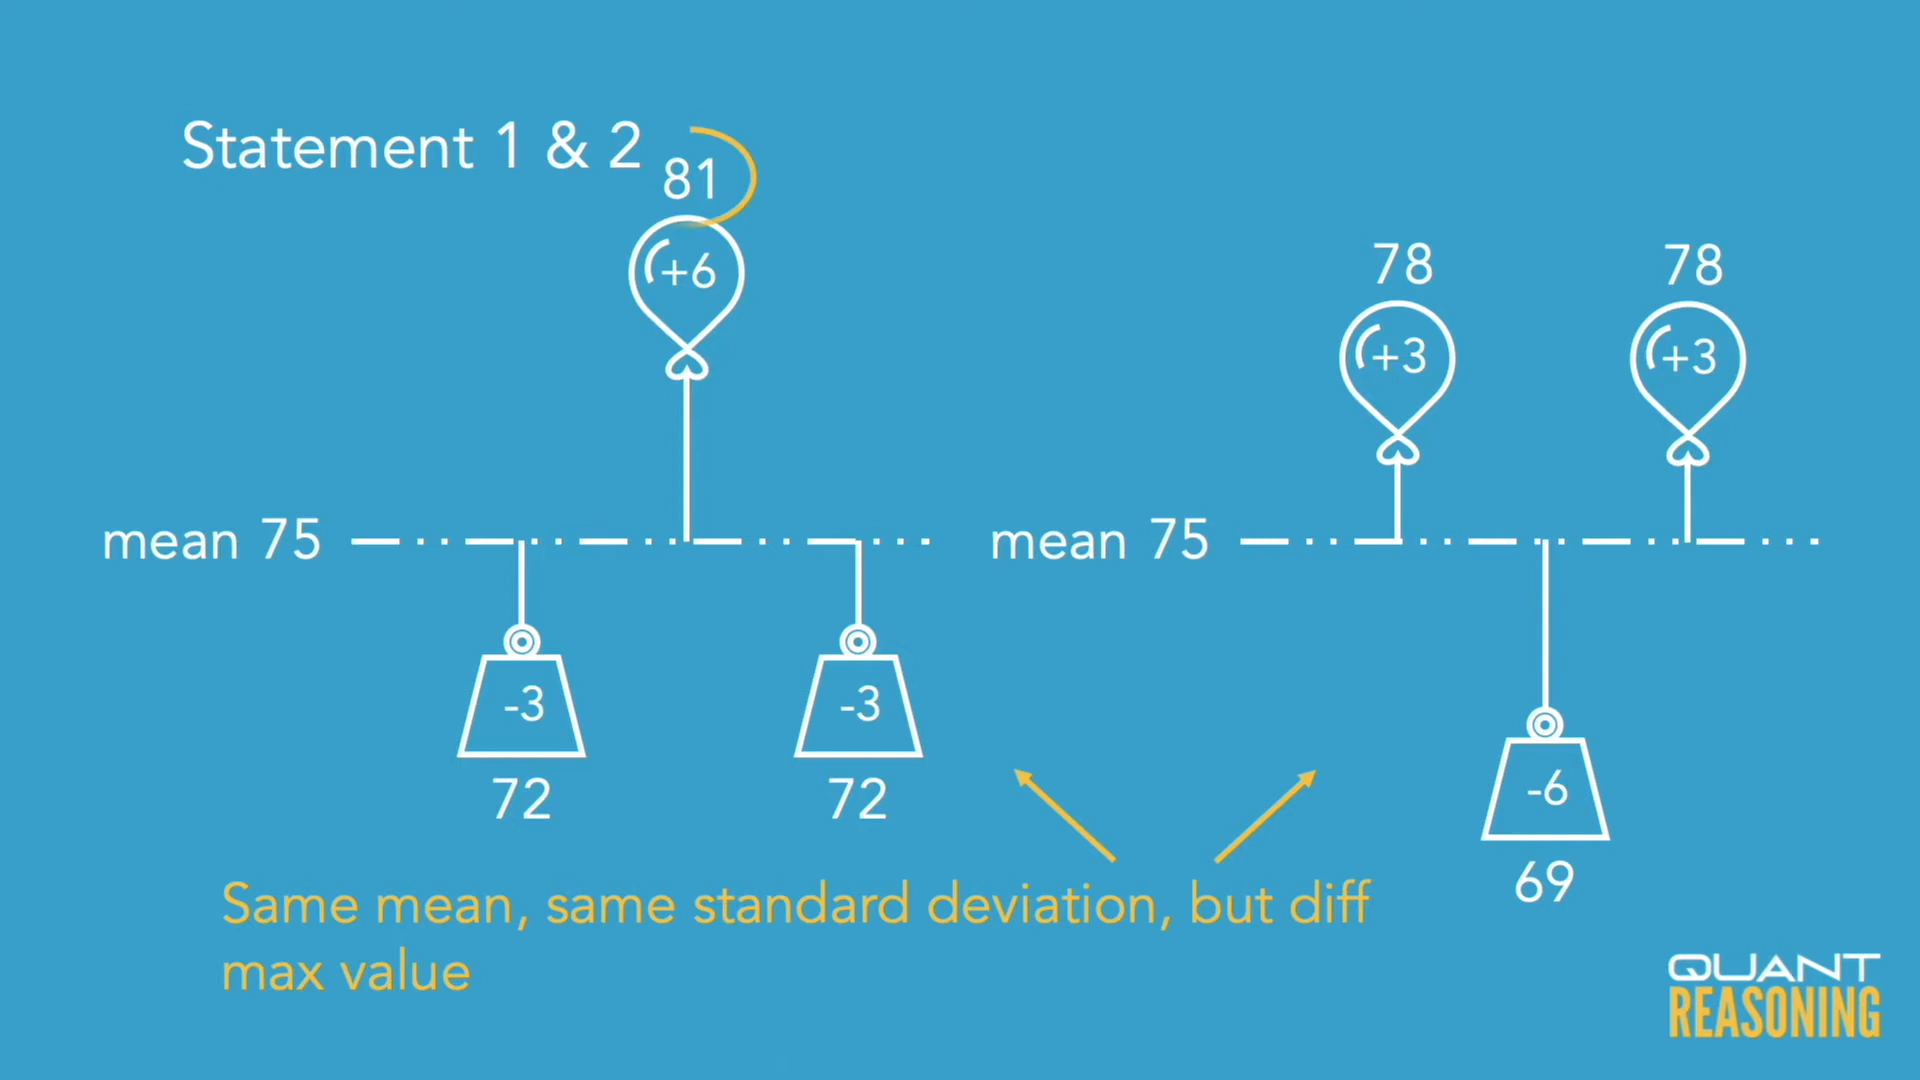 Statement 1 & 2
81
+6
78
78
+3
+3
mean 75
mean 75
-3
-3
72
72
-6
69
Same mean, same standard deviation, but diff
max value
QUANT
REASONING